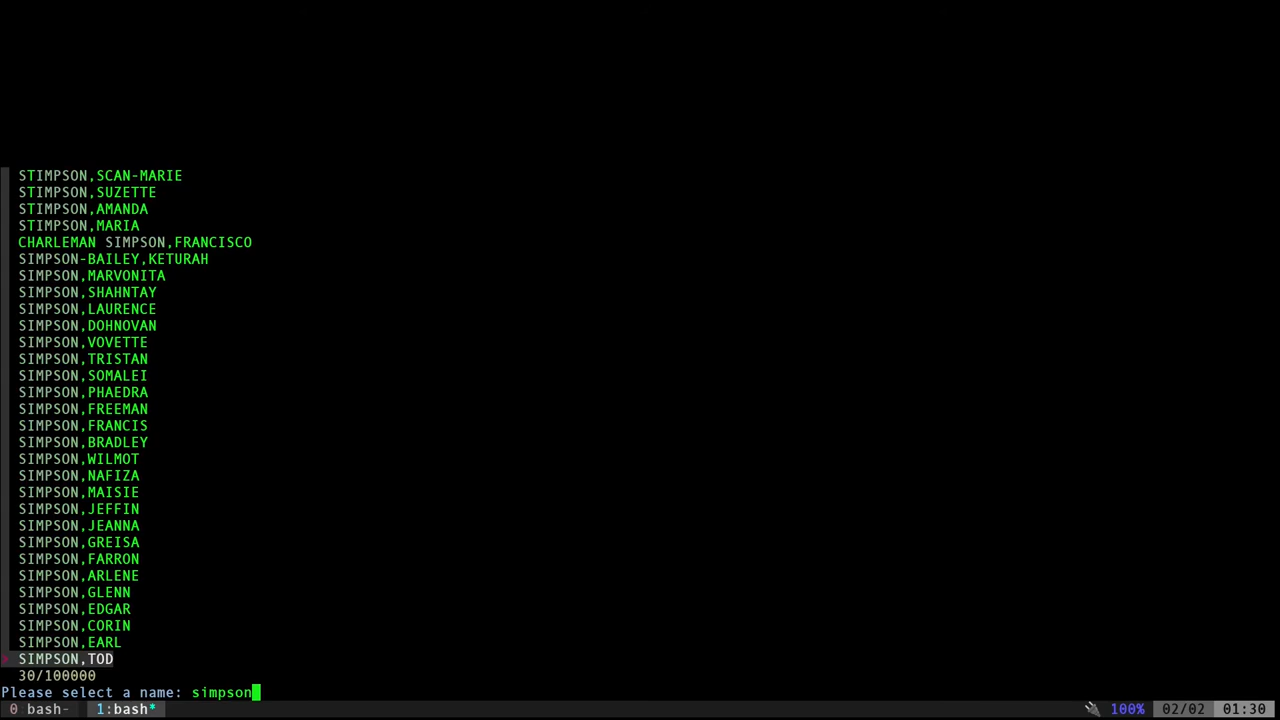 STIMPSON,SCAN-MARIE
STIMPSON,SUZETTE
STIMPSON,AMANDA
STIMPSON,MARIA
CHARLEMAN SIMPSON,FRANCISCO
SIMPSON-BAILEY,KETURAH
SIMPSON,MARVONITA
SIMPSON,SHAHNTAY
SIMPSON,LAURENCE
SIMPSON,DOHNOVAN
SIMPSON,VOVETTE
SIMPSON,TRISTAN
SIMPSON,SOMALEI
SIMPSON,PHAEDRA
SIMPSON,FREEMAN
SIMPSON,FRANCIS
SIMPSON,BRADLEY
SIMPSON,WILMOT
SIMPSON,NAFIZA
SIMPSON,MAISIE
SIMPSON,JEFFIN
SIMPSON,JEANNA
SIMPSON,GREISA
SIMPSON,FARRON
SIMPSON,ARLENE
SIMPSON,GLENN
SIMPSON,EDGAR
SIMPSON,CORIN
SIMPSON,EARL
> SIMPSON,TOD
30/100000
Please select a name: simpson
0 bash- 1:bash* 100% 02/02 01:30